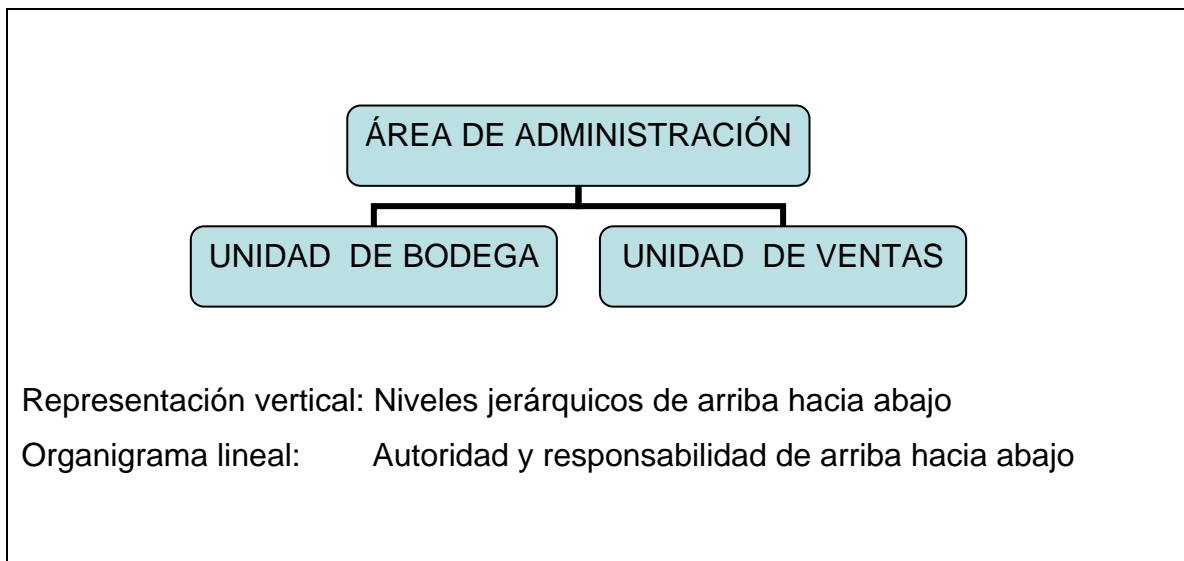 ÁREA DE ADMINISTRACIÓN
UNIDAD DE BODEGA
UNIDAD DE VENTAS
Representación vertical: Niveles jerárquicos de arriba hacia abajo
Organigrama lineal: Autoridad y responsabilidad de arriba hacia abajo